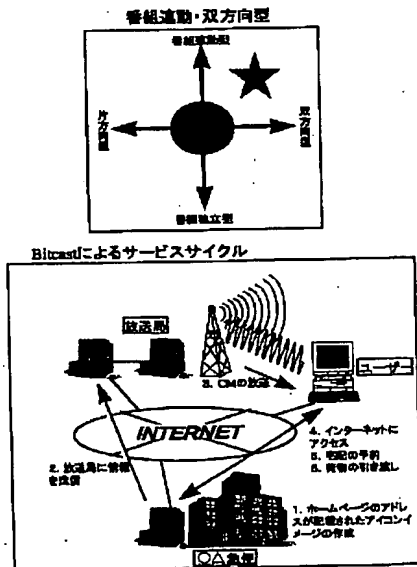 番組連動・双方向型
番組連動型
片方向型
双方向型
番組独立型
Bitcastによるサービスサイクル
放送局
3. CMの放送
ユーザー
INTERNET
4. インターネットに
アクセス
5. 宅配の予約
6. 荷物の引き渡し
2. 放送局に情報
を送信
1. ホームページのアドレ
スが記載されたアイコンイ
メージの作成
○△急便